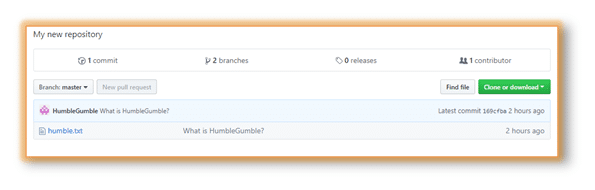 My new repository
1 commit 2 branches 0 releases 1 contributor
Branch: master New pull request Find file Clone or download
HumbleGumble What is HumbleGumble? Latest commit 169cf0a 2 hours ago
humble.txt What is HumbleGumble? 2 hours ago